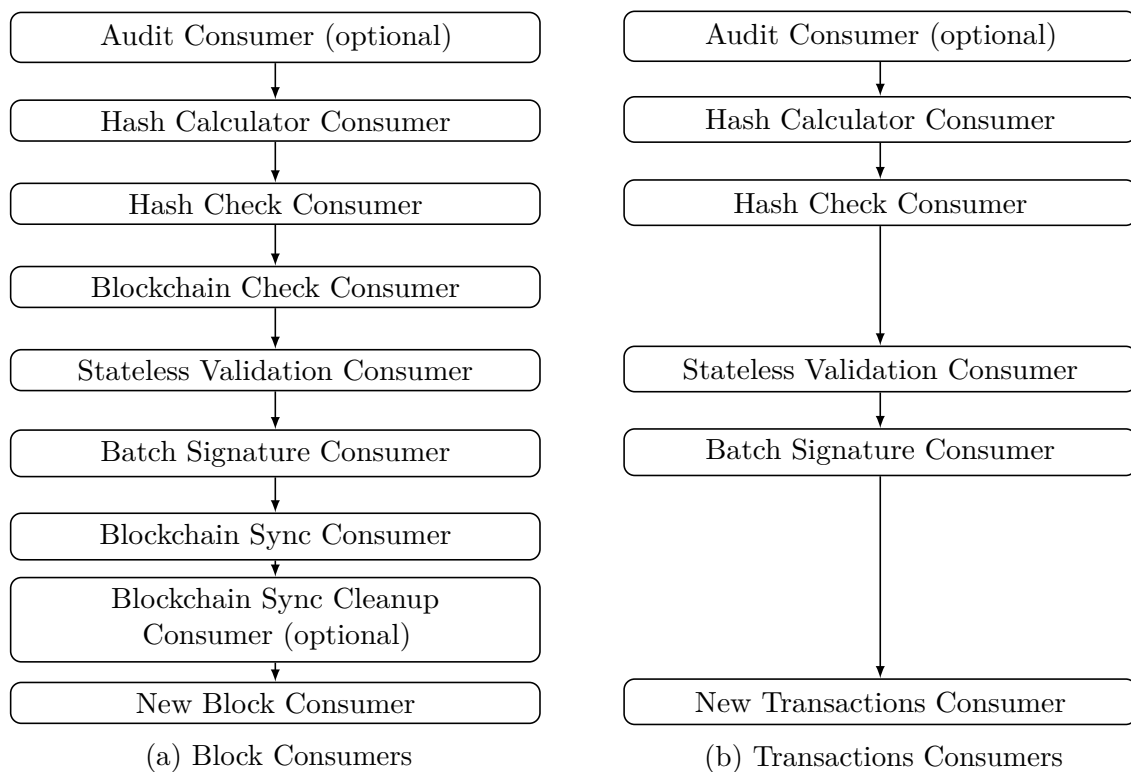 Audit Consumer (optional)
Hash Calculator Consumer
Hash Check Consumer
Blockchain Check Consumer
Stateless Validation Consumer
Batch Signature Consumer
Blockchain Sync Consumer
Blockchain Sync Cleanup
Consumer (optional)
New Block Consumer
(a) Block Consumers
Audit Consumer (optional)
Hash Calculator Consumer
Hash Check Consumer
Stateless Validation Consumer
Batch Signature Consumer
New Transactions Consumer
(b) Transactions Consumers